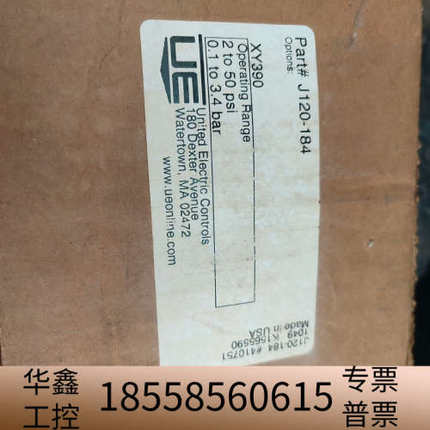 Part# J120-184
Options:
XY390
Operating Range
2 to 50 psi
0.1 to 3.4 bar
UE
United Electric Controls
180 Dexter Avenue
Watertown, MA 02472
www.ueonline.com
J120-184 #410751
1049 K1565590
Made in USA
华鑫
工控
18558560615
专票
普票